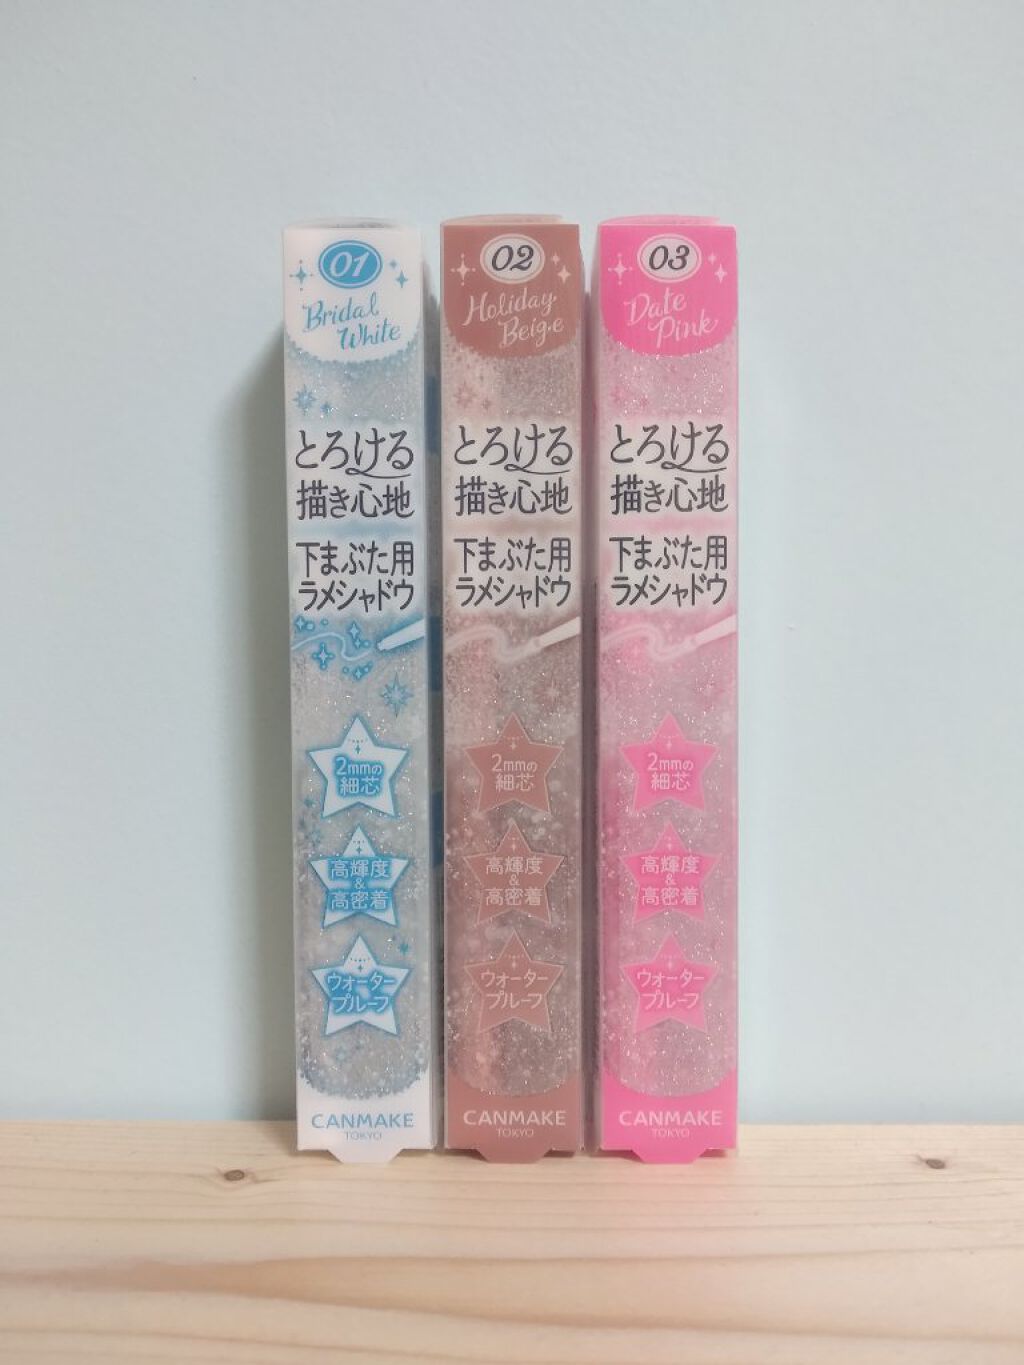 01
Bridal
White
とろける
描き心地
下まぶた用
ラメシャドウ
2mmの
細芯
高輝度
&
高密着
ウォーター
プルーフ
CANMAKE
TOKYO
02
Holiday
Beige
とろける
描き心地
下まぶた用
ラメシャドウ
2mmの
細芯
高輝度
&
高密着
ウォーター
プルーフ
CANMAKE
TOKYO
03
Date
Pink
とろける
描き心地
下まぶた用
ラメシャドウ
2mmの
細芯
高輝度
&
高密着
ウォーター
プルーフ
CANMAKE
TOKYO